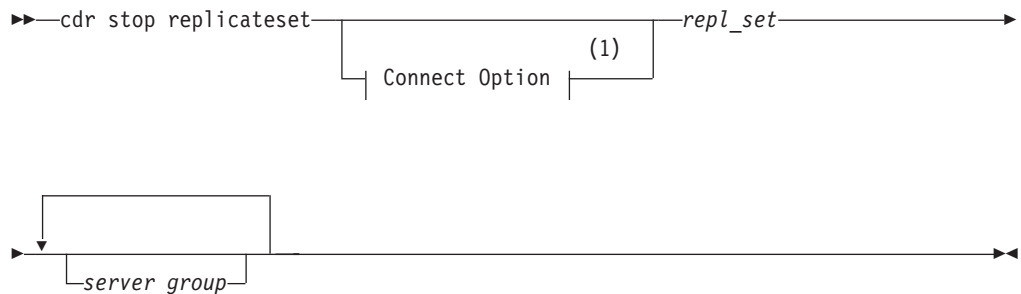 cdr stop replicateset repl_set
(1)
Connect Option
server group